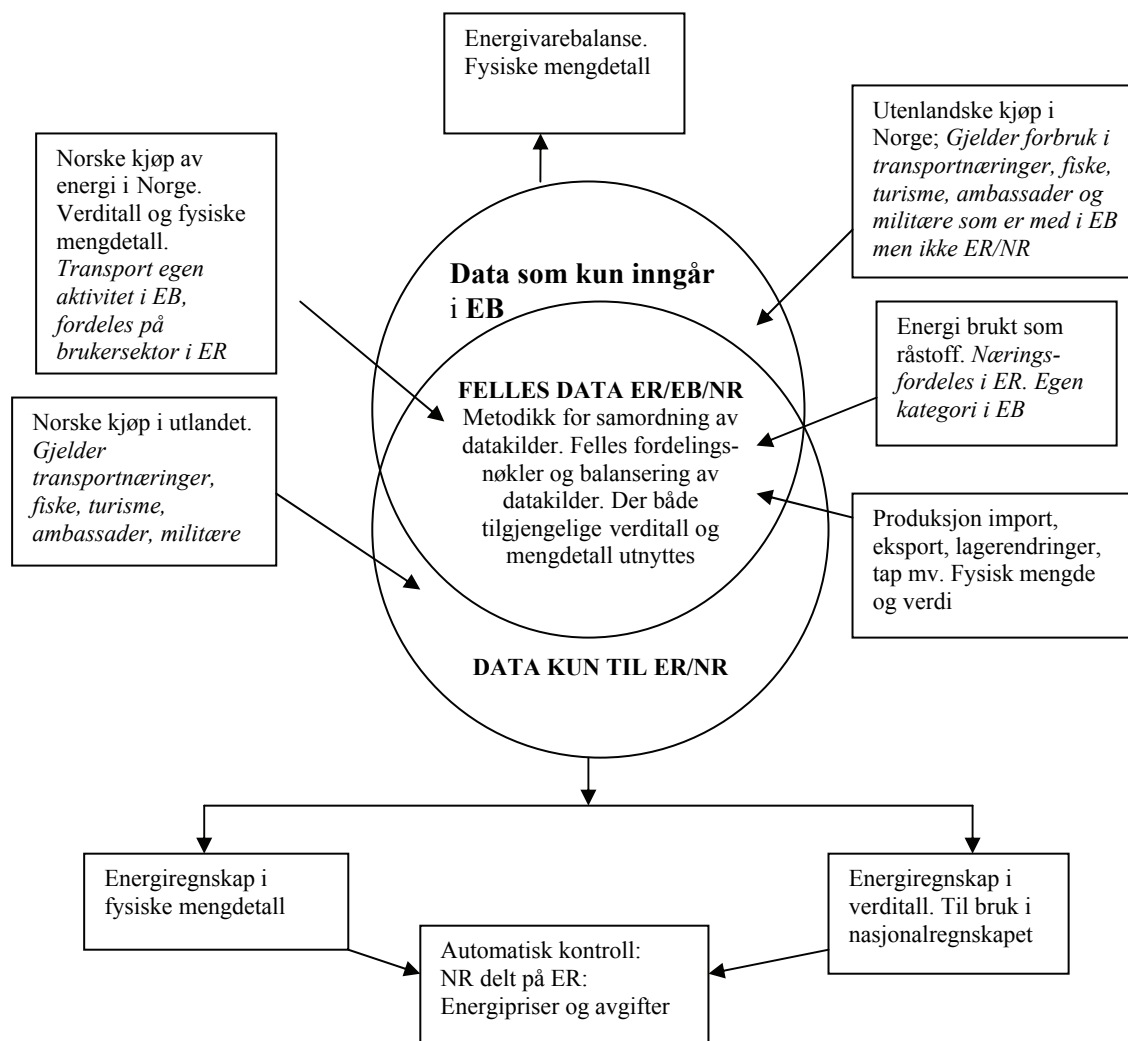 Energivarebalanse.
Fysiske mengdetall
Utenlandske kjøp i
Norge; Gjelder forbruk i
transportnæringer, fiske,
turisme, ambassader og
militære som er med i EB
men ikke ER/NR
Norske kjøp av
energi i Norge.
Verditall og fysiske
mengdetall.
Transport egen
aktivitet i EB,
fordeles på
brukersektor i ER
Data som kun inngår
i EB
Energi brukt som
råstoff. Nærings-
fordeles i ER. Egen
kategori i EB
FELLES DATA ER/EB/NR
Metodikk for samordning av
datakilder. Felles fordelings-
nøkler og balansering av
datakilder. Der både
tilgjengelige verditall og
mengdetall utnyttes
Norske kjøp i utlandet.
Gjelder
transportnæringer,
fiske, turisme,
ambassader, militære
Produksjon import,
eksport, lagerendringer,
tap mv. Fysisk mengde
og verdi
DATA KUN TIL ER/NR
Energiregnskap i
fysiske mengdetall
Energiregnskap i
verditall. Til bruk i
nasjonalregnskapet
Automatisk kontroll:
NR delt på ER:
Energipriser og avgifter